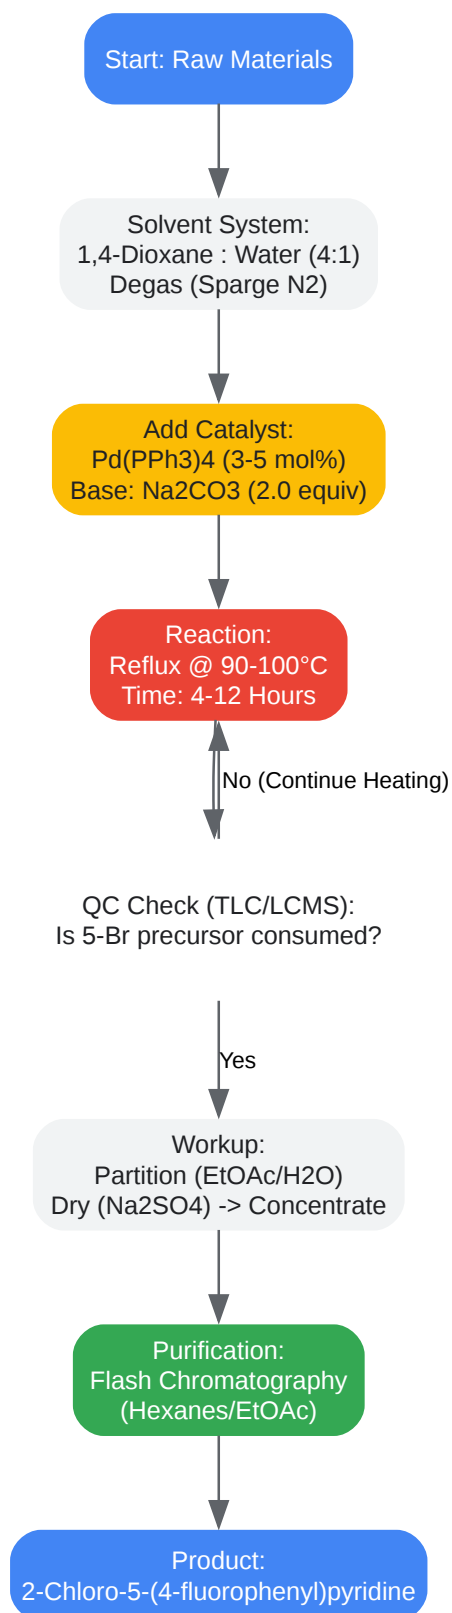 Start: Raw Materials
Solvent System:
1,4-Dioxane : Water (4:1)
Degas (Sparge N2)
Add Catalyst:
Pd(PPh3)4 (3-5 mol%)
Base: Na2CO3 (2.0 equiv)
Reaction:
Reflux @ 90-100°C
Time: 4-12 Hours
No (Continue Heating)
QC Check (TLC/LCMS):
Is 5-Br precursor consumed?
Yes
Workup:
Partition (EtOAc/H2O)
Dry (Na2SO4) -> Concentrate
Purification:
Flash Chromatography
(Hexanes/EtOAc)
Product:
2-Chloro-5-(4-fluorophenyl)pyridine